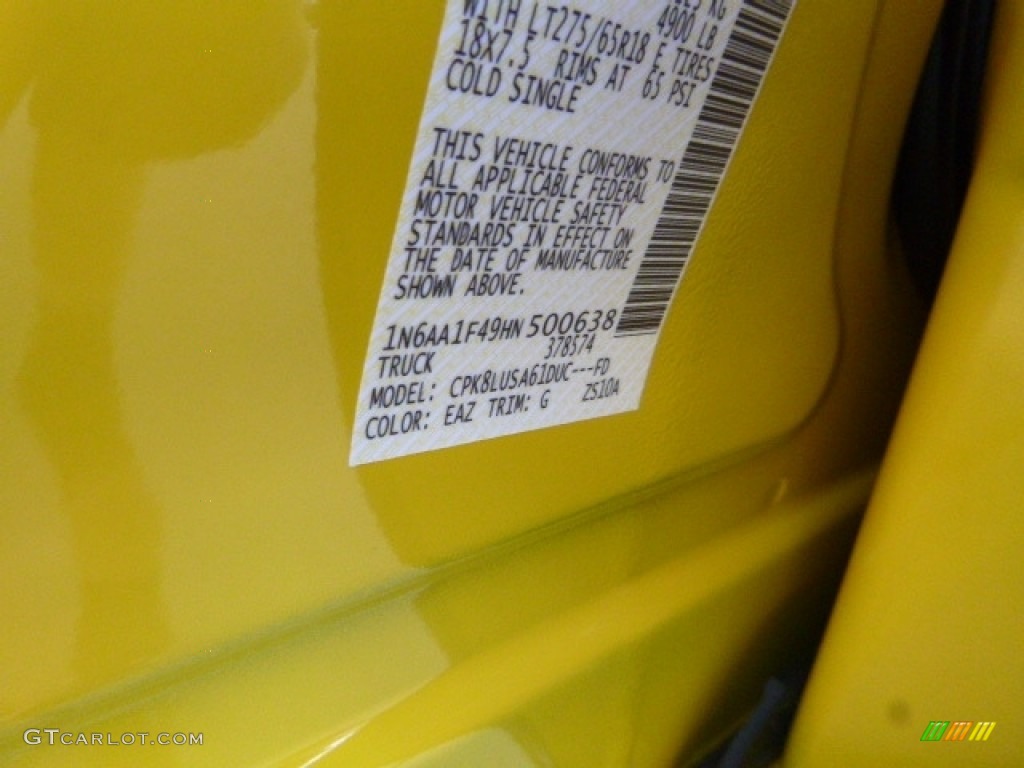 KG
4900 LB
WITH LT275/65R18 E TIRES
18X7.5 RIMS AT 65 PSI
COLD SINGLE
THIS VEHICLE CONFORMS TO
ALL APPLICABLE FEDERAL
MOTOR VEHICLE SAFETY
STANDARDS IN EFFECT ON
THE DATE OF MANUFACTURE
SHOWN ABOVE.
1N6AA1F49HN500638
378574
TRUCK
MODEL: CPK8LUSA61DUC---FD
COLOR: EAZ TRIM: G ZS10A
GTCARLOT.COM